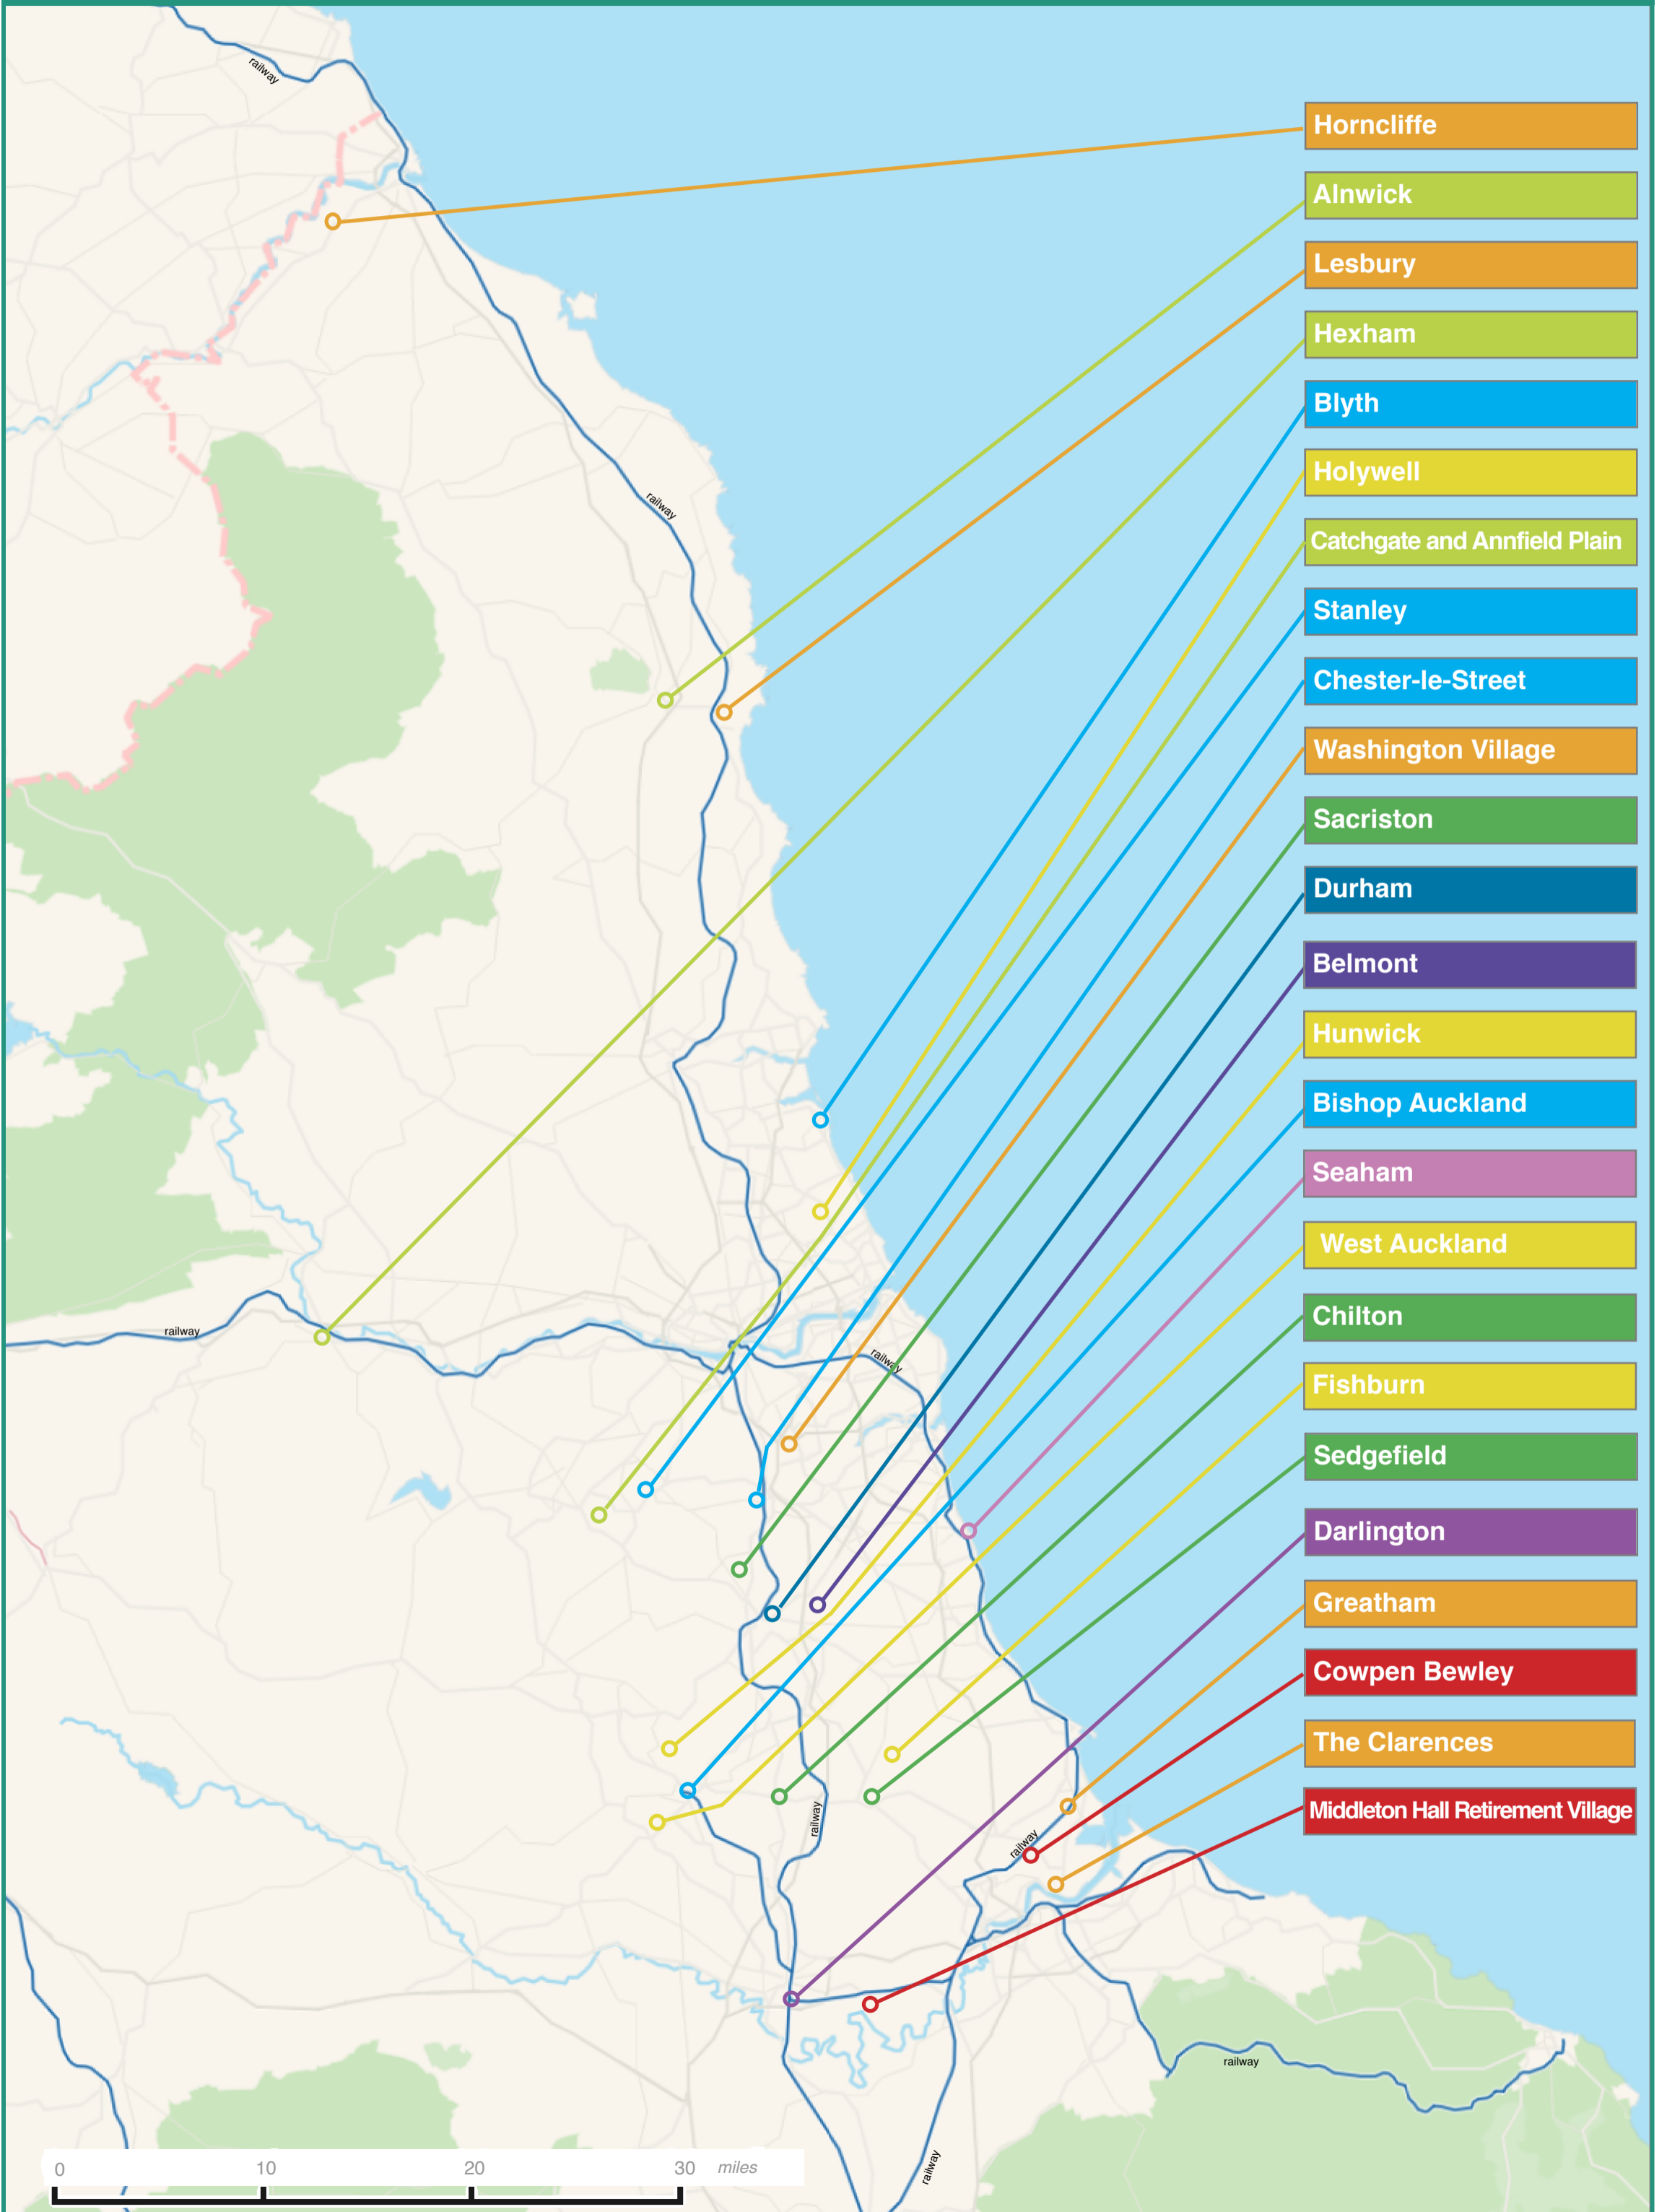 railway
Horncliffe
Alnwick
Lesbury
Hexham
Blyth
Holywell
railway
Catchgate and Annfield Plain
Stanley
Chester-le-Street
Washington Village
Sacriston
Durham
Belmont
Hunwick
Bishop Auckland
Seaham
West Auckland
Chilton
railway
railway
Fishburn
Sedgefield
Darlington
Greatham
Cowpen Bewley
The Clarences
Middleton Hall Retirement Village
railway
railway
railway
railway
0 10 20 30 miles